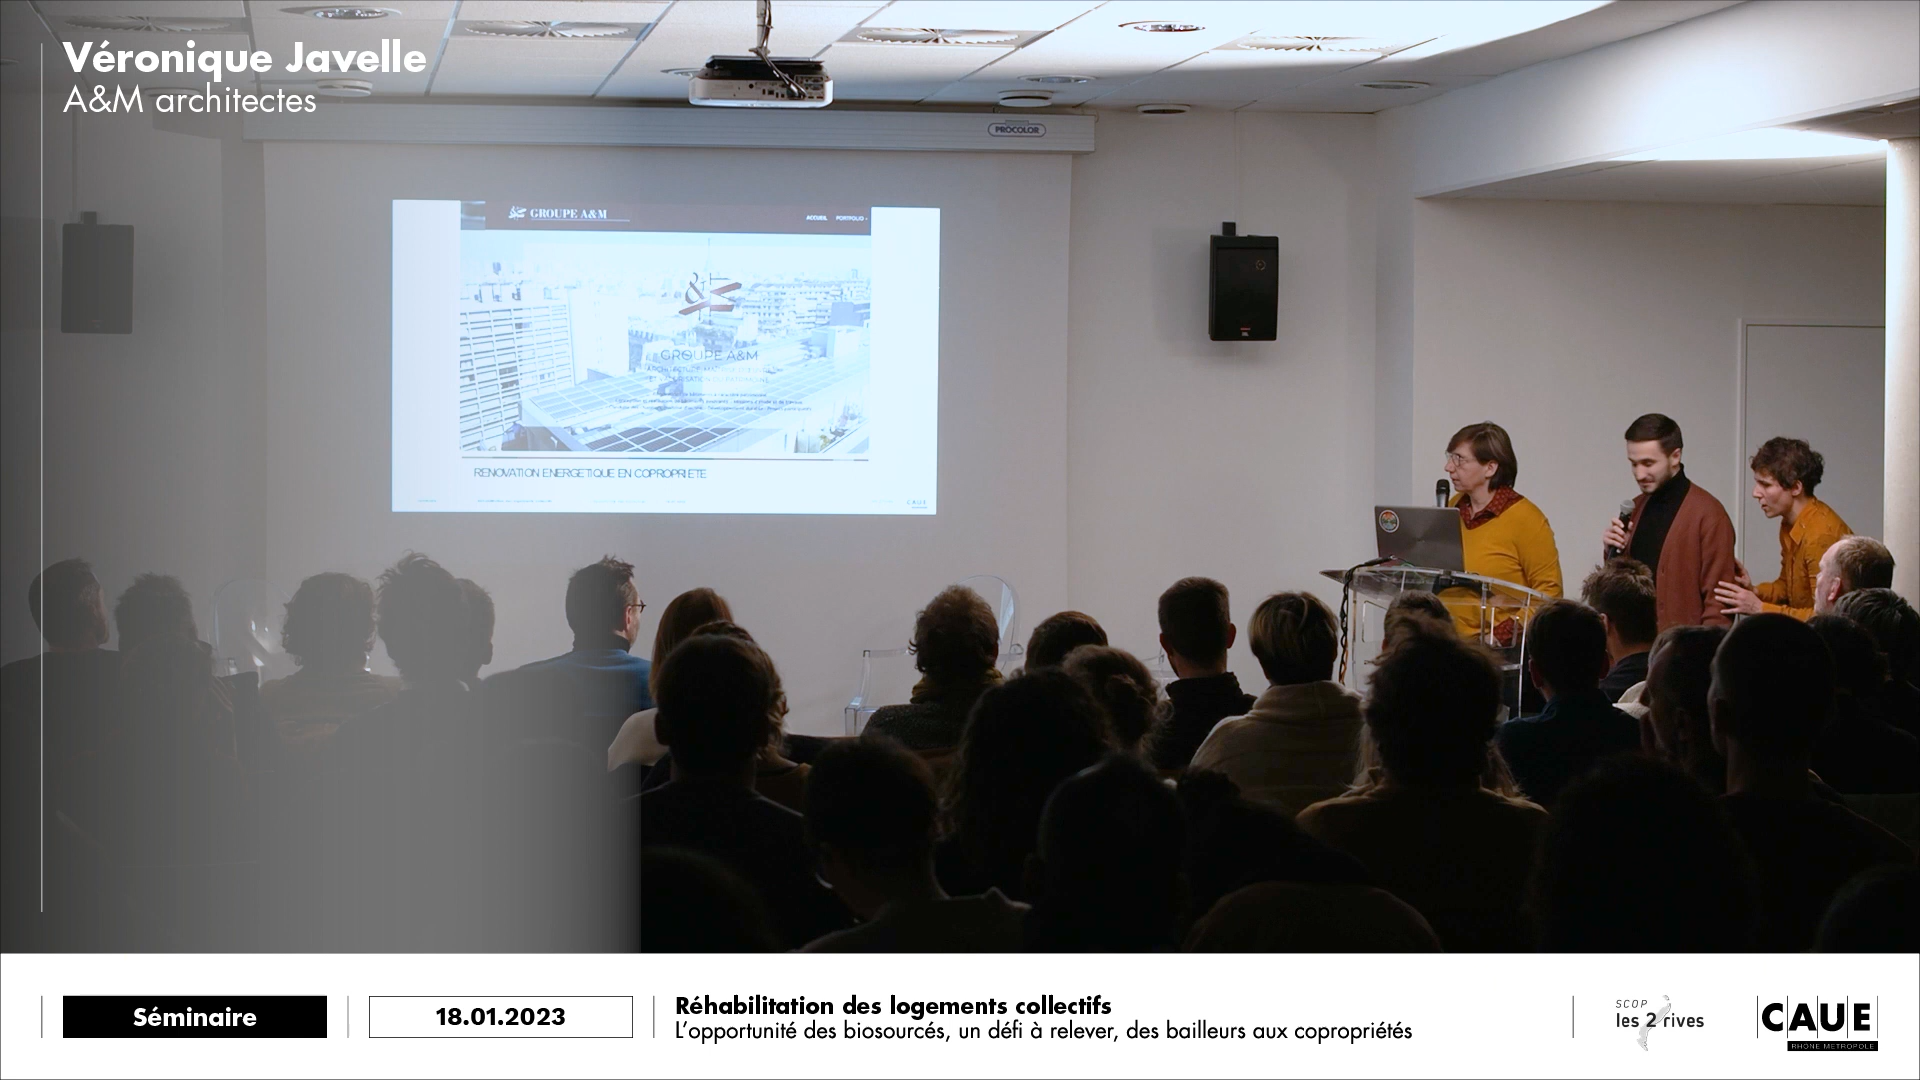 Véronique Javelle
A&M architectes
PROCOLOR
GROUPE A&M
ACCUEIL PORTFOLIO
GROUPE A&M
RENOVATION ENERGETIQUE EN COPROPRIETE
CAUE
Séminaire
18.01.2023
Réhabilitation des logements collectifs
L'opportunité des biosourcés, un défi à relever, des bailleurs aux copropriétés
SCOP
les 2 rives
CAUE
RHÔNE MÉTROPOLE